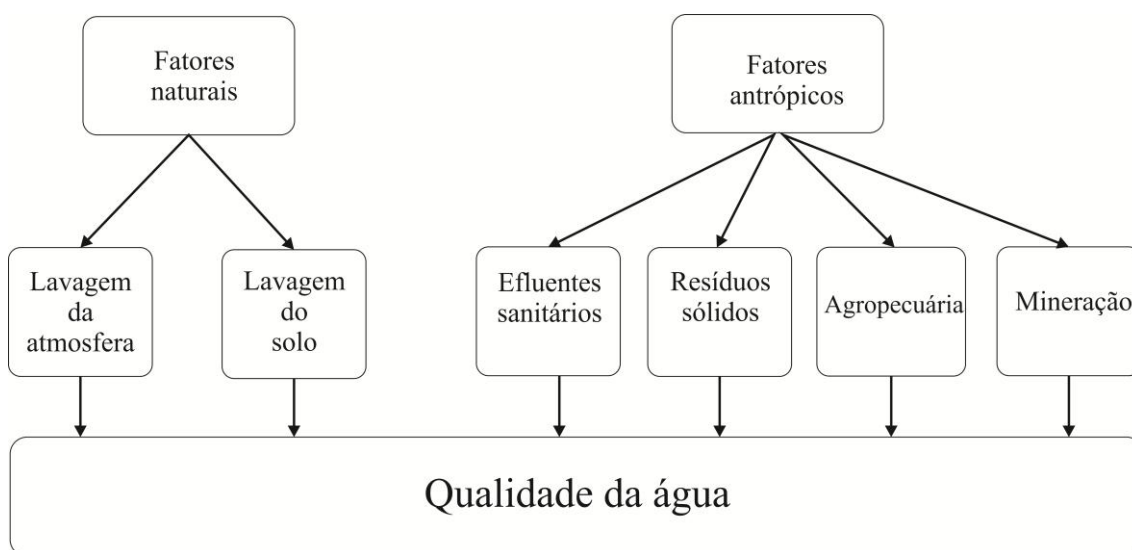 Fatores
naturais
Fatores
antrópicos
Lavagem
da
atmosfera
Lavagem
do
solo
Efluentes
sanitários
Resíduos
sólidos
Agropecuária
Mineração
Qualidade da água